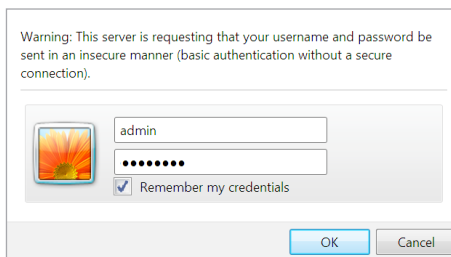 Warning: This server is requesting that your username and password be
sent in an insecure manner (basic authentication without a secure
connection).
admin
●●●●●●●●
Remember my credentials
OK
Cancel